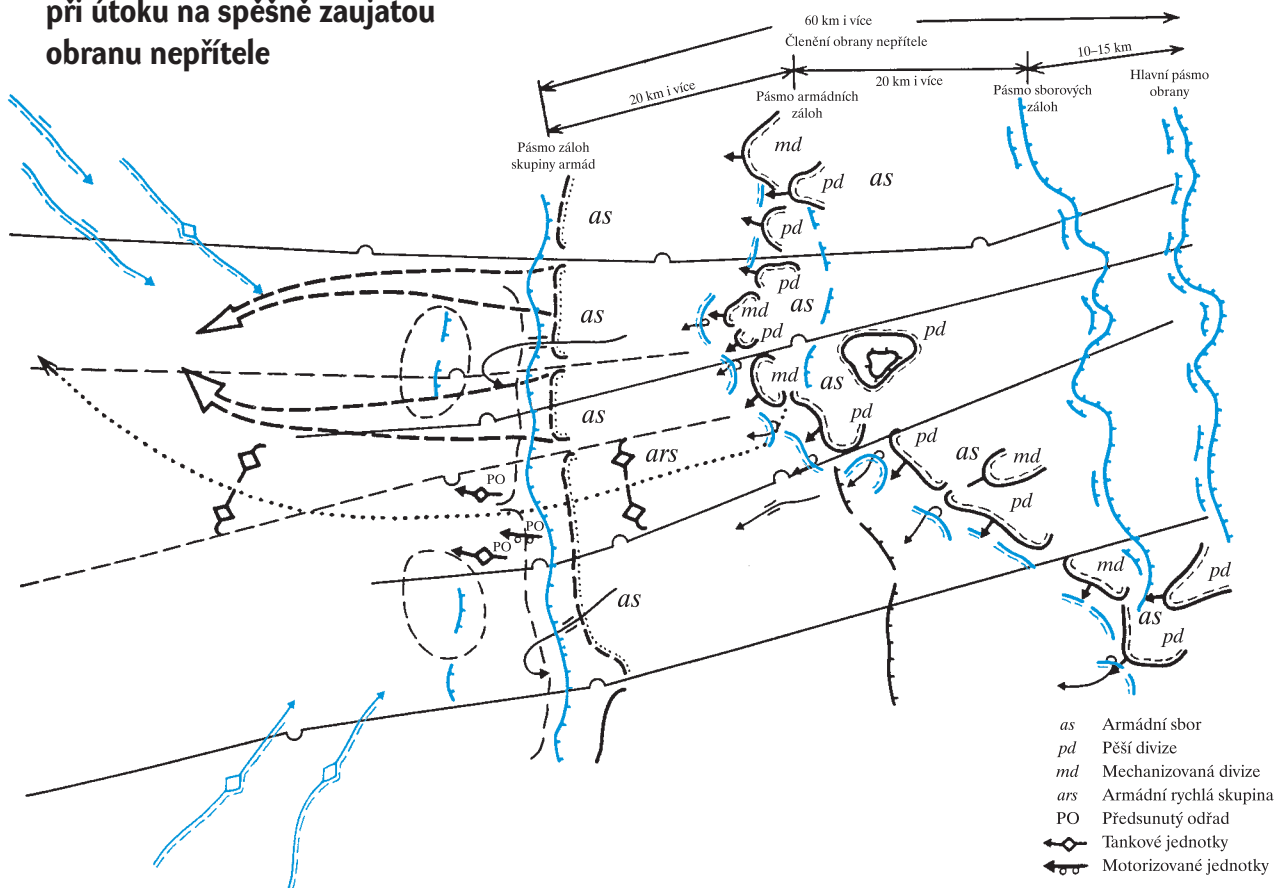 při útoku na spěšně zaujatou
obranu nepřítele
60 km i více
Členění obrany nepřítele
10–15 km
20 km i více
20 km i více
Hlavní pásmo
obrany
Pásmo armádních
záloh
Pásmo sborových
záloh
Pásmo záloh
skupiny armád
md
pd
as
as
pd
pd
as
md
as
pd
pd
md
as
as
pd
pd
as
md
ars
PO
pd
PO
PO
md
pd
as
as
pd
as Armádní sbor
pd Pěší divize
md Mechanizovaná divize
ars Armádní rychlá skupina
PO Předsunutý odřad
Tankové jednotky
Motorizované jednotky